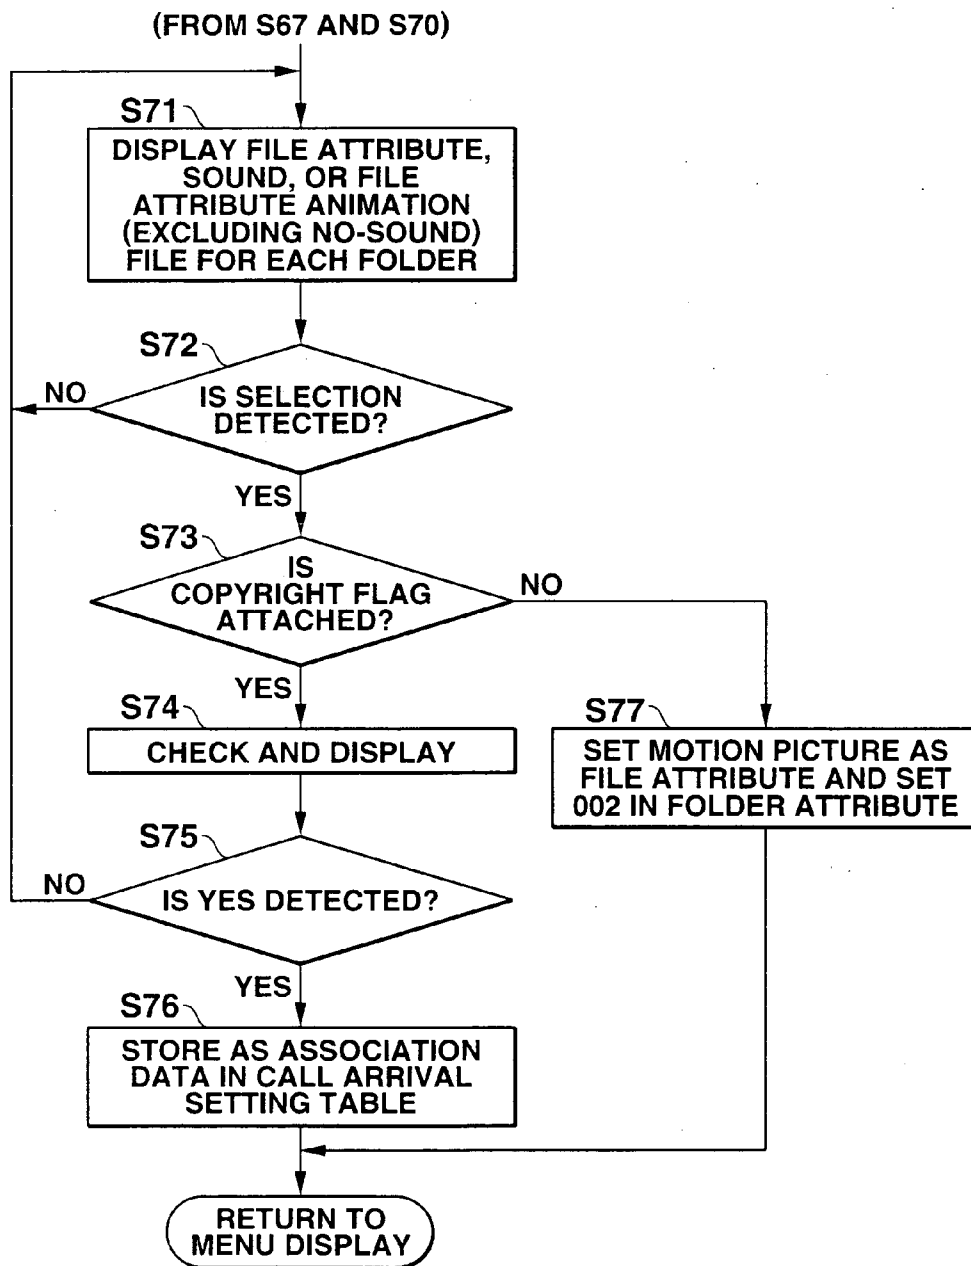 (FROM S67 AND S70)
S71
DISPLAY FILE ATTRIBUTE,
SOUND, OR FILE
ATTRIBUTE ANIMATION
(EXCLUDING NO-SOUND)
FILE FOR EACH FOLDER
S72
NO
IS SELECTION
DETECTED?
YES
S73
IS
COPYRIGHT FLAG
ATTACHED?
NO
YES
S74
CHECK AND DISPLAY
S77
SET MOTION PICTURE AS
FILE ATTRIBUTE AND SET
002 IN FOLDER ATTRIBUTE
S75
NO
IS YES DETECTED?
YES
S76
STORE AS ASSOCIATION
DATA IN CALL ARRIVAL
SETTING TABLE
RETURN TO
MENU DISPLAY